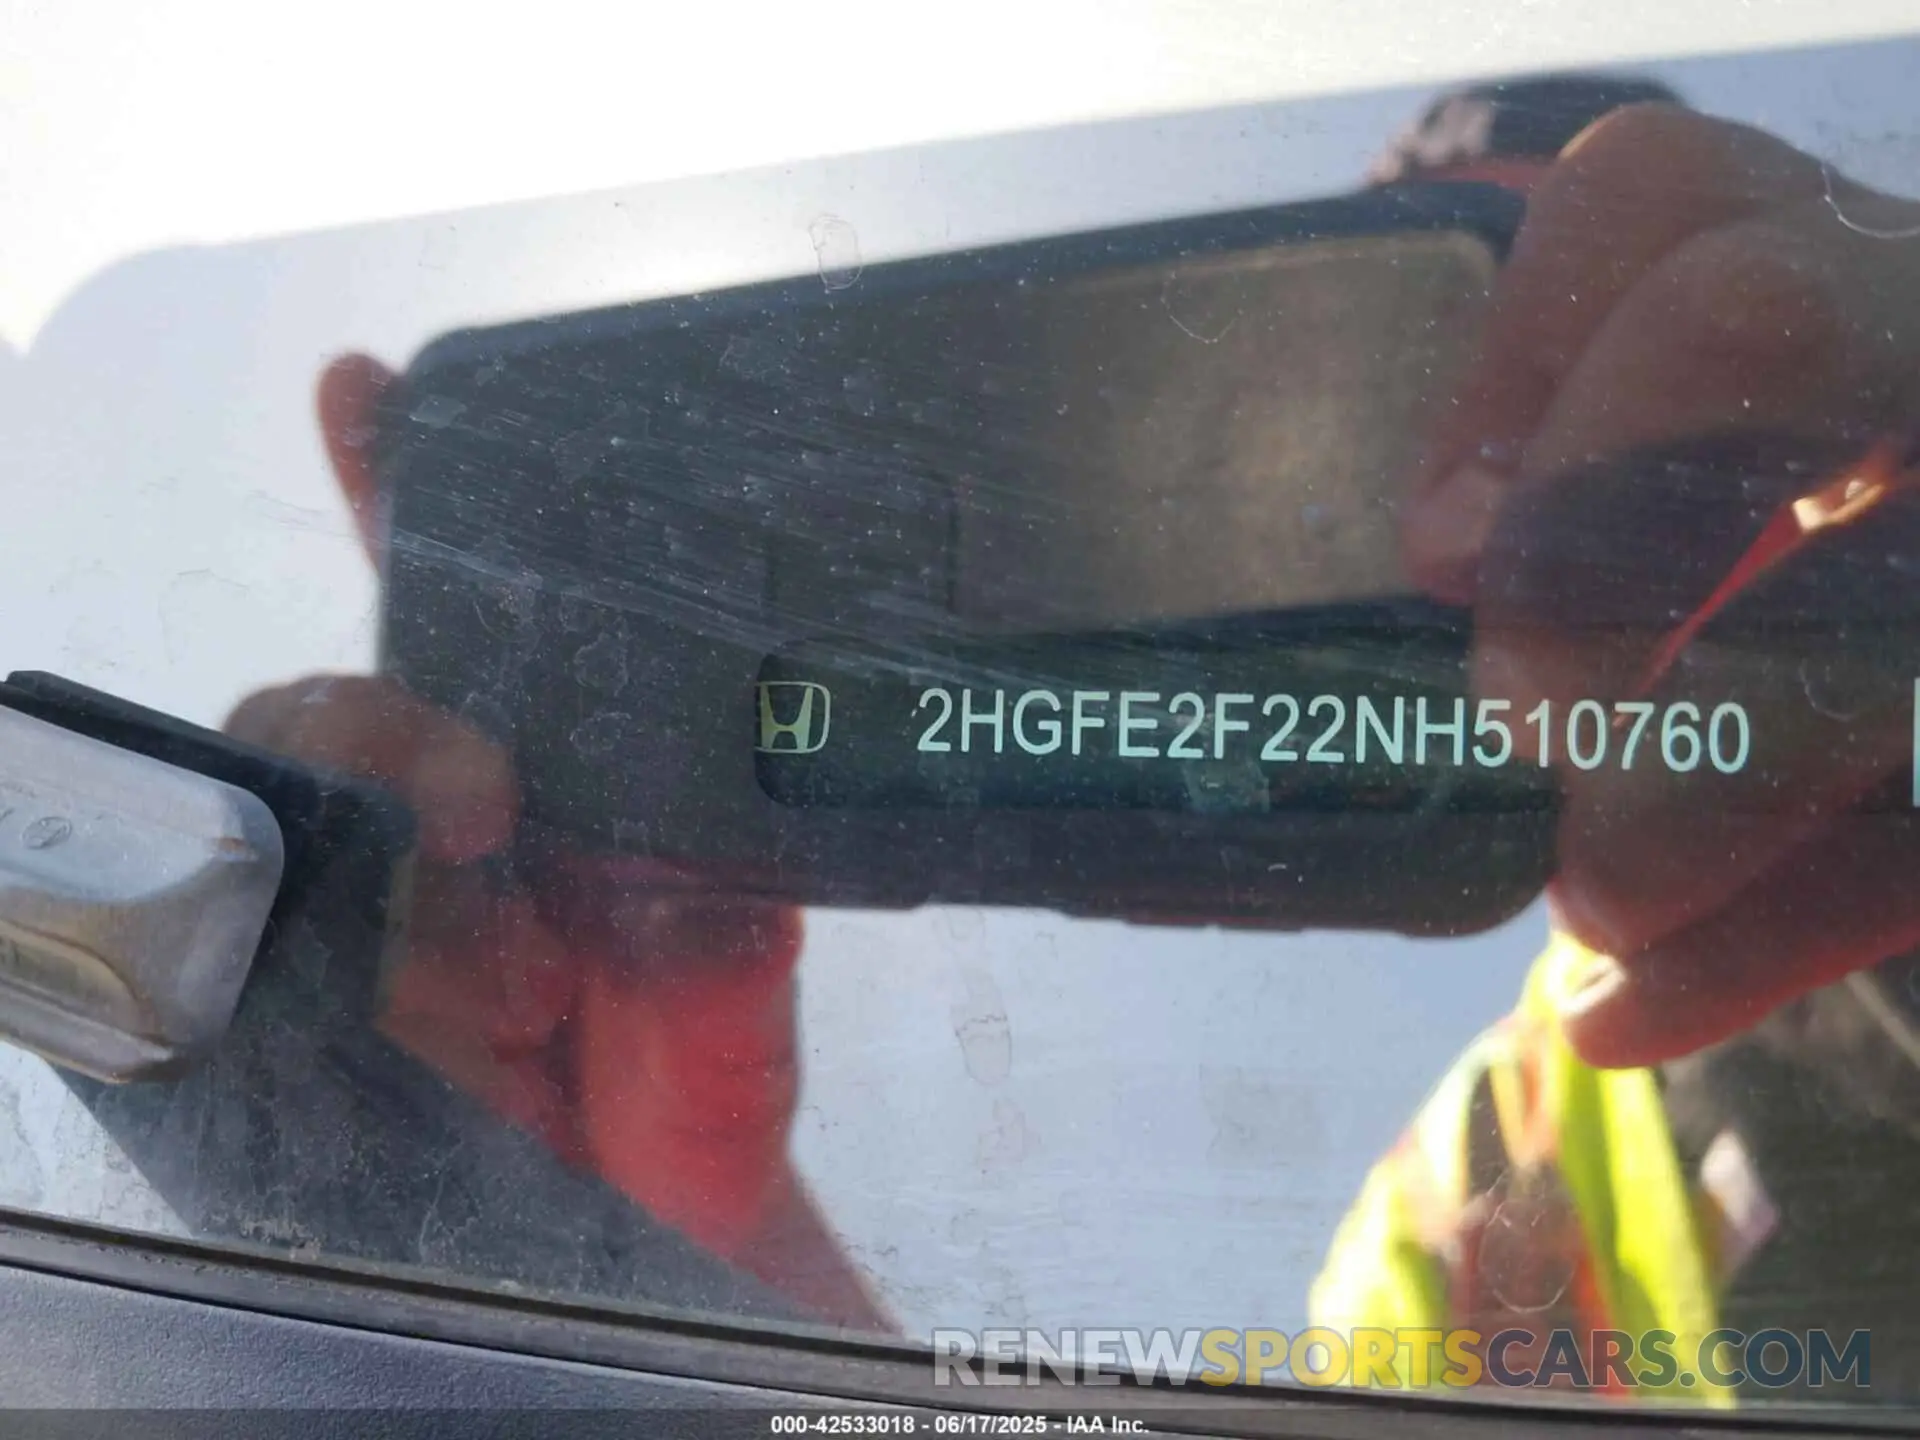 2HGFE2F22NH510760
RENEWSPORTSCARS.COM
000-42533018 - 06/17/2025 - IAA Inc.